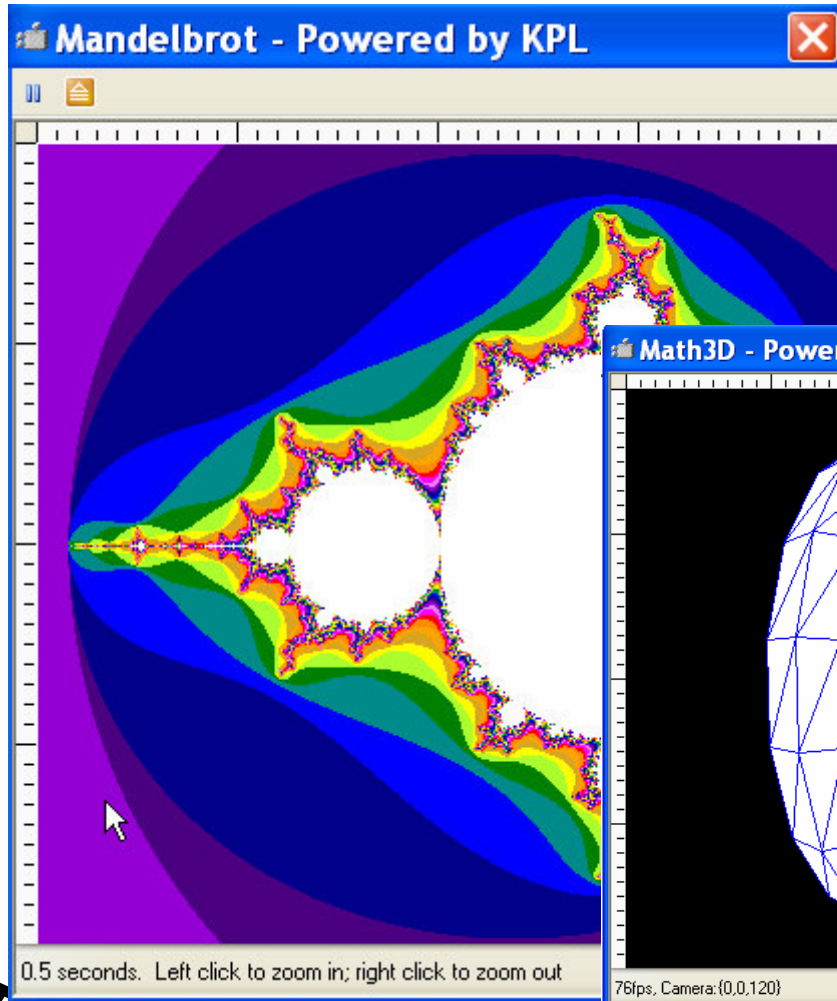 Mandelbrot - Powered by KPL
Math3D - Power
0.5 seconds. Left click to zoom in; right click to zoom out
76fps, Camera:{0,0,120}